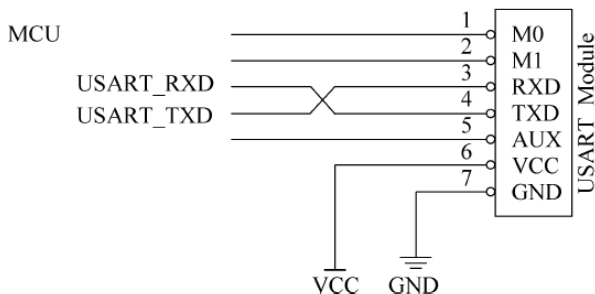 MCU
1 M0
2 M1
USART_RXD 3 RXD
USART_TXD 4 TXD
5 AUX
6 VCC
7 GND
USART Module
VCC GND